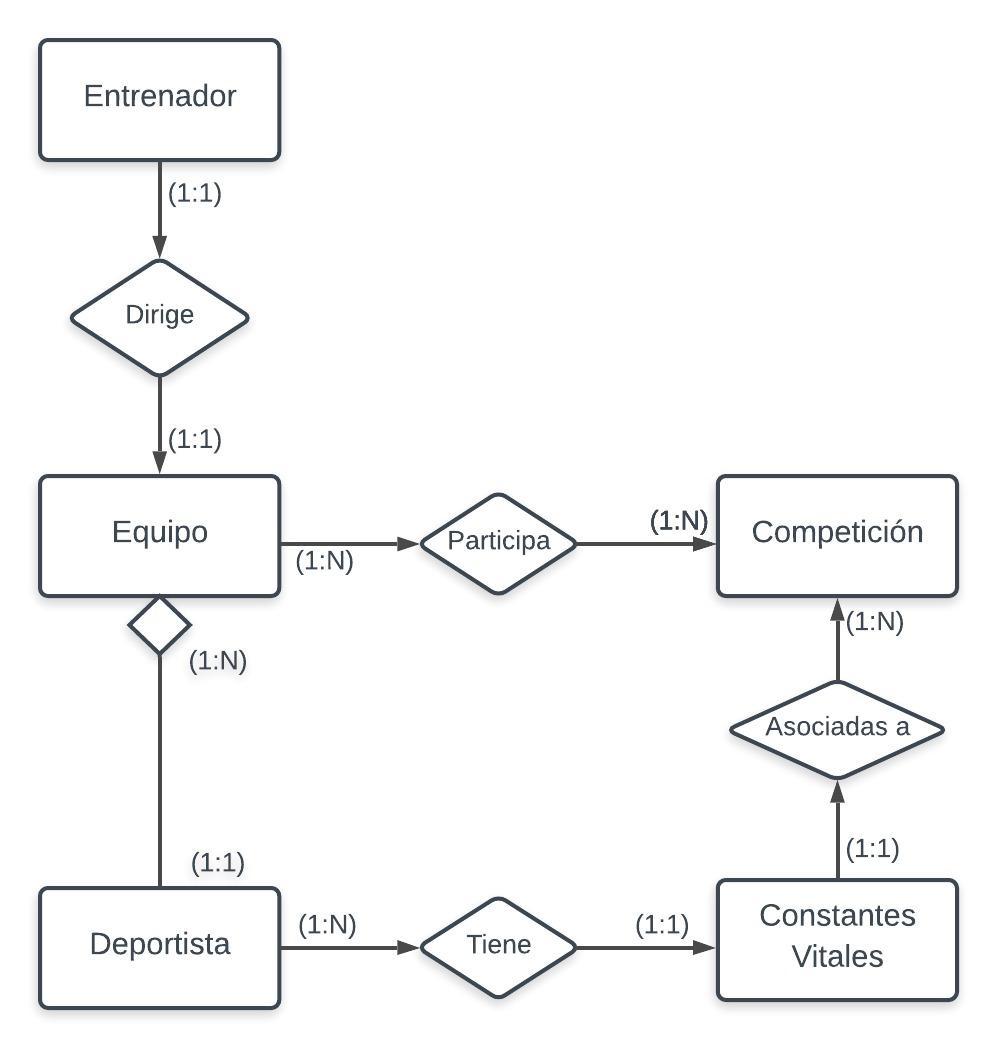 Entrenador
(1:1)
Dirige
(1:1)
Equipo
(1:N)
Participa
(1:N)
Competición
(1:N)
(1:N)
Asociadas a
(1:1)
(1:1)
Deportista
(1:N)
Tiene
(1:1)
Constantes
Vitales